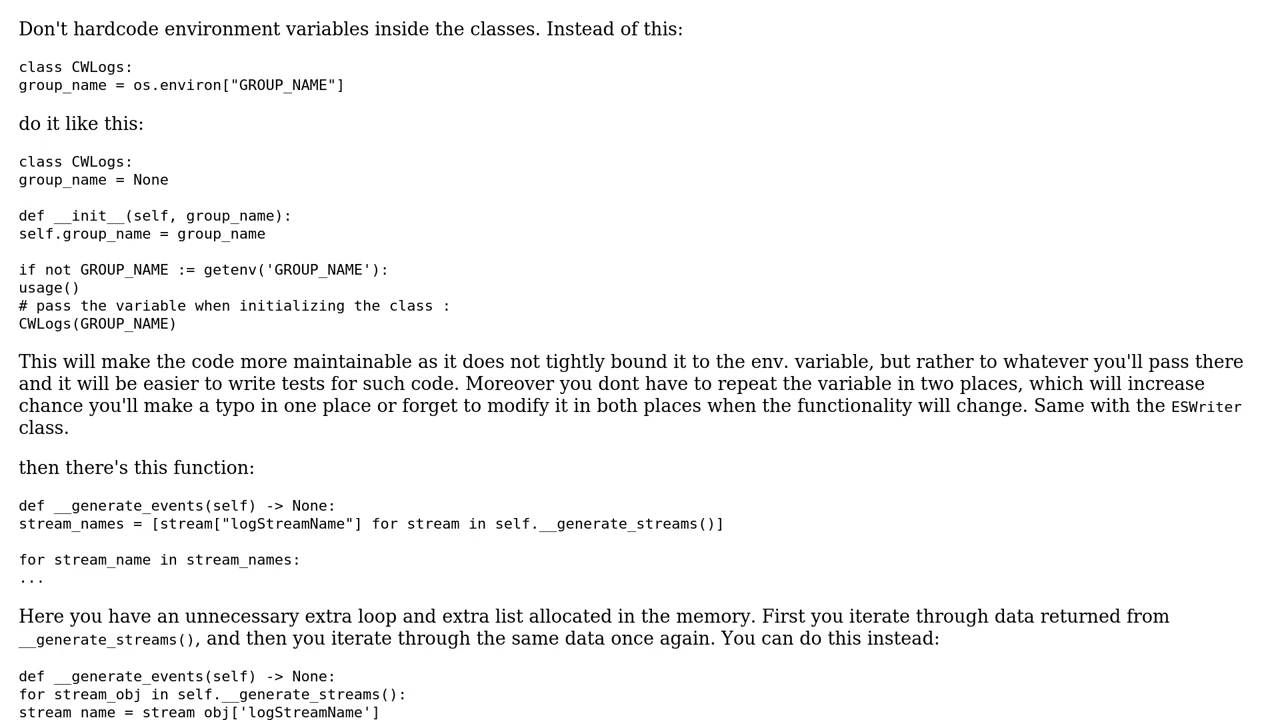 Don't hardcode environment variables inside the classes. Instead of this:
class CWLogs:
group_name = os.environ["GROUP_NAME"]
do it like this:
class CWLogs:
group_name = None
def __init__(self, group_name):
self.group_name = group_name
if not GROUP_NAME := getenv('GROUP_NAME'):
usage()
# pass the variable when initializing the class :
CWLogs(GROUP_NAME)
This will make the code more maintainable as it does not tightly bound it to the env. variable, but rather to whatever you'll pass there
and it will be easier to write tests for such code. Moreover you dont have to repeat the variable in two places, which will increase
chance you'll make a typo in one place or forget to modify it in both places when the functionality will change. Same with the ESWriter
class.
then there's this function:
def __generate_events(self) -> None:
stream_names = [stream["logStreamName"] for stream in self.__generate_streams()]
for stream_name in stream_names:
...
Here you have an unnecessary extra loop and extra list allocated in the memory. First you iterate through data returned from
__generate_streams(), and then you iterate through the same data once again. You can do this instead:
def __generate_events(self) -> None:
for stream_obj in self.__generate_streams():
stream_name = stream_obj['logStreamName']